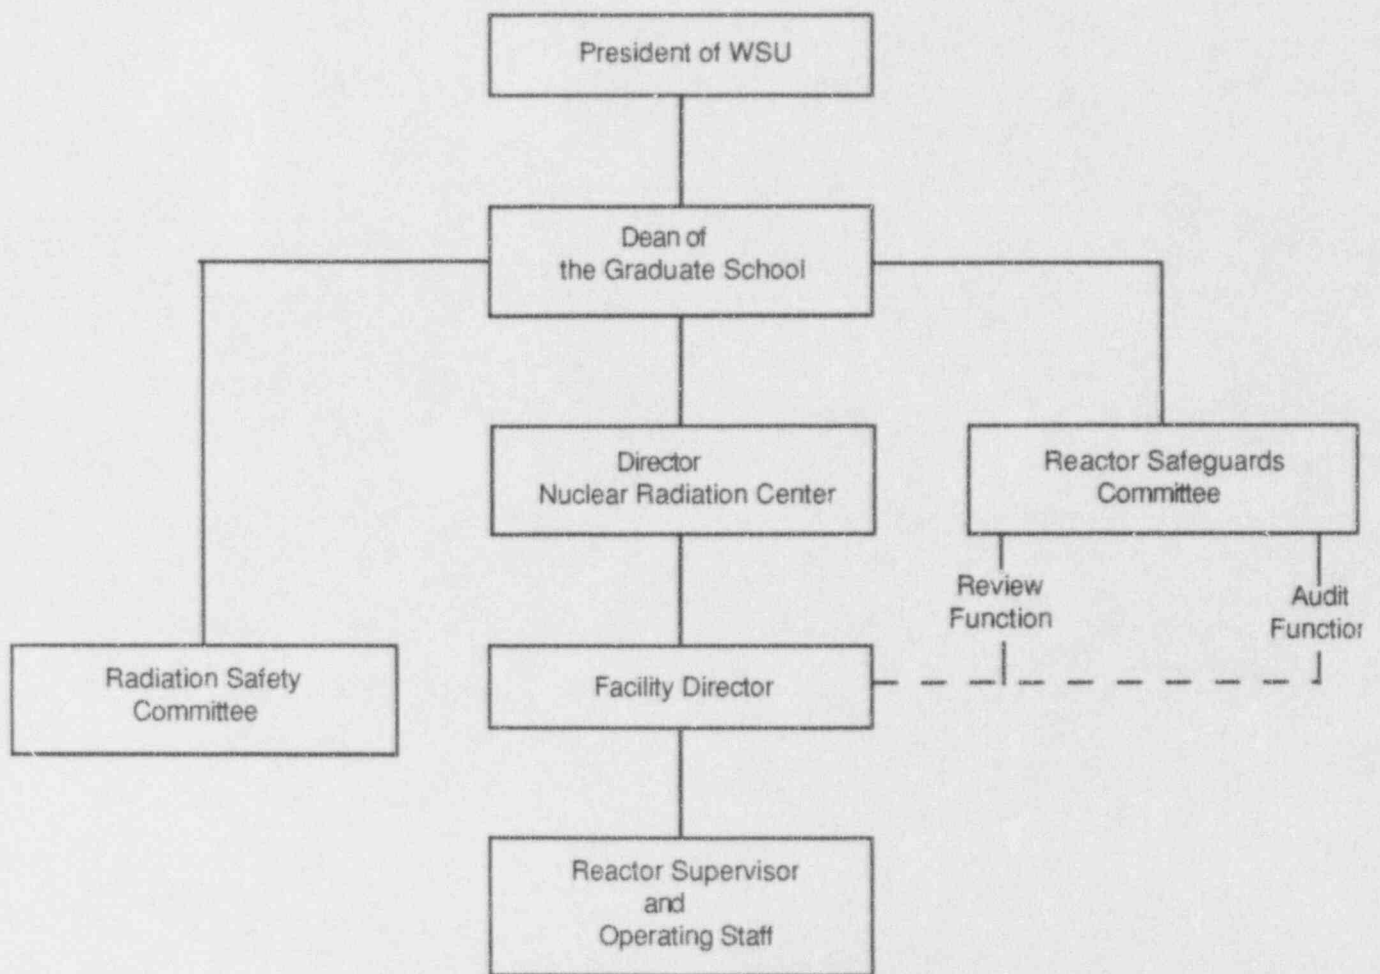 President of WSU
Dean of
the Graduate School
Director
Nuclear Radiation Center
Reactor Safeguards
Committee
Review
Function
Audit
Function
Radiation Safety
Committee
Facility Director
Reactor Supervisor
and
Operating Staff